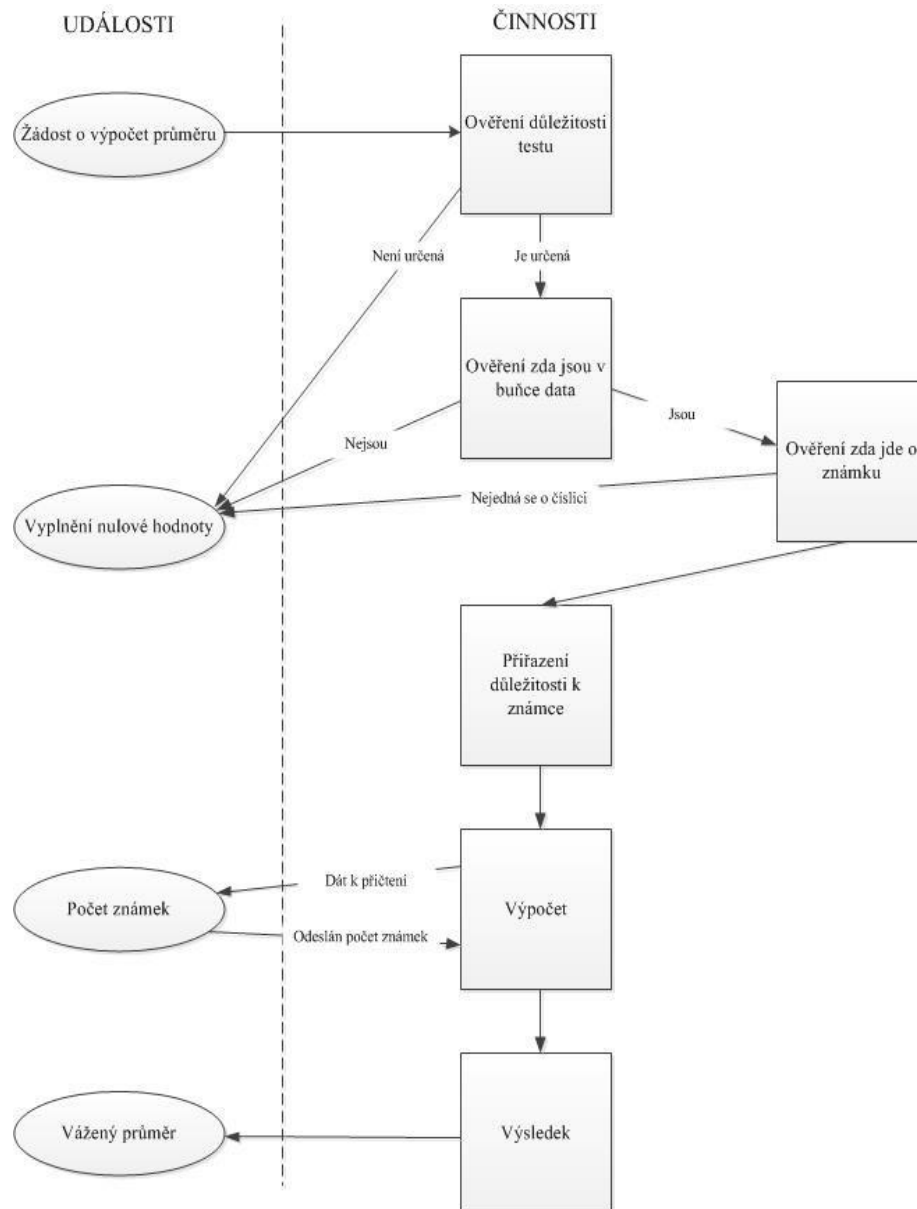 UDÁLOSTI
ČINNOSTI
Žádost o výpočet průměru
Ověření důležitosti
testu
Není určená
Je určená
Ověření zda jsou v
buňce data
Jsou
Nejsou
Ověření zda jde o
známku
Nejedná se o číslici
Vyplnění nulové hodnoty
Přiřazení
důležitosti k
známce
Dát k přičtení
Počet známek
Výpočet
Odeslán počet známek
Vážený průměr
Výsledek